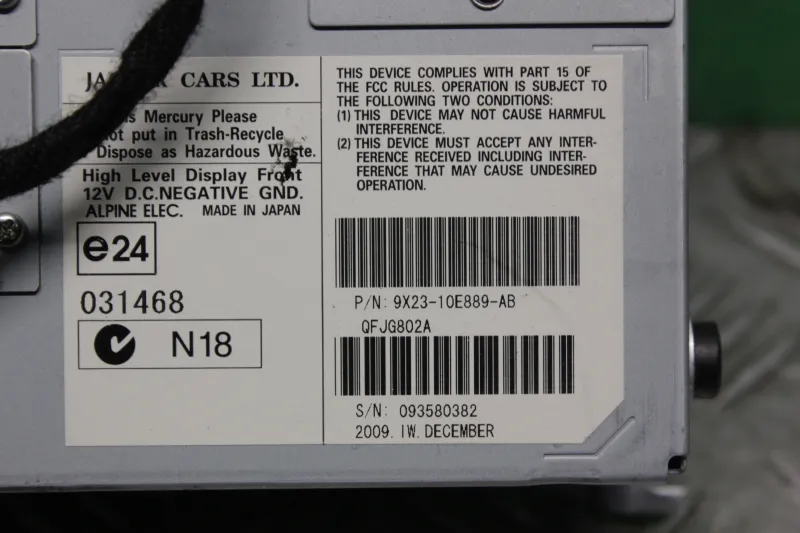 CARS LTD.
Mercury Please
put in Trash-Recycle
Dispose as Hazardous Waste.
High Level Display Front
12V D.C.NEGATIVE GND.
ALPINE ELEC. MADE IN JAPAN
e24
031468
N18
THIS DEVICE COMPLIES WITH PART 15 OF
THE FCC RULES. OPERATION IS SUBJECT TO
THE FOLLOWING TWO CONDITIONS:
(1) THIS DEVICE MAY NOT CAUSE HARMFUL
INTERFERENCE.
(2) THIS DEVICE MUST ACCEPT ANY INTER-
FERENCE RECEIVED INCLUDING INTER-
FERENCE THAT MAY CAUSE UNDESIRED
OPERATION.
P/N: 9X23-10E889-AB
QFJG802A
S/N: 093580382
2009. IW. DECEMBER